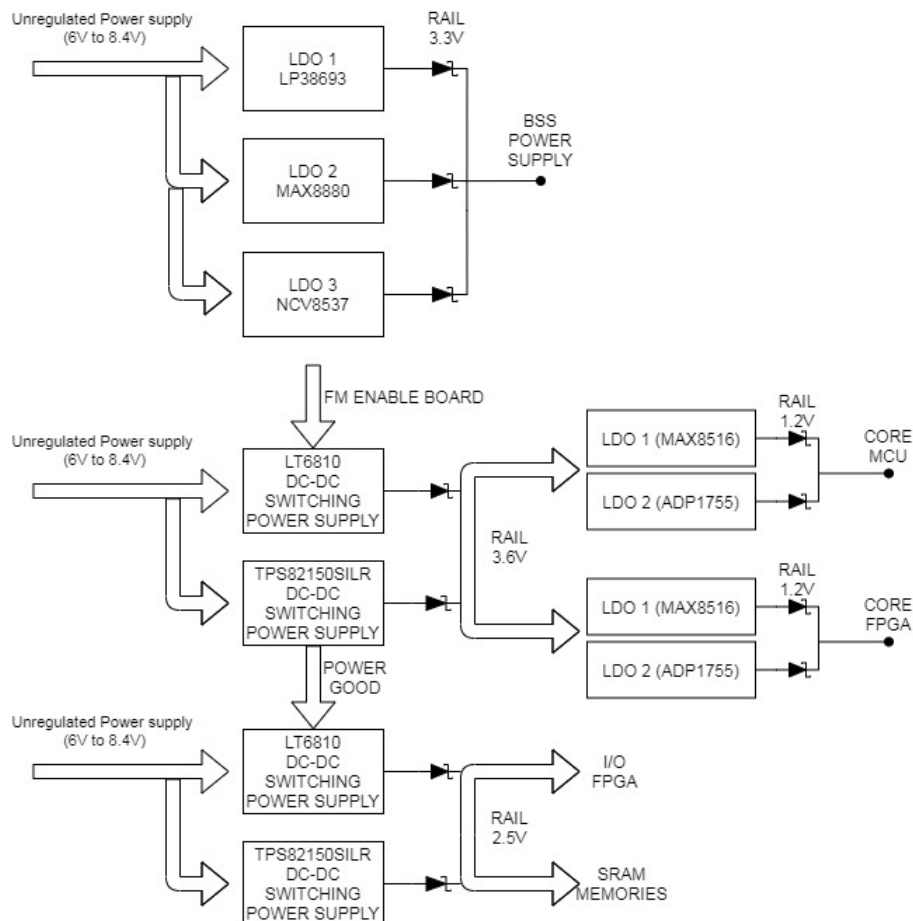 Unregulated Power supply
(6V to 8.4V)
LDO 1
LP38693
RAIL
3.3V
LDO 2
MAX8880
BSS
POWER
SUPPLY
LDO 3
NCV8537
FM ENABLE BOARD
Unregulated Power supply
(6V to 8.4V)
LT6810
DC-DC
SWITCHING
POWER SUPPLY
TPS82150SILR
DC-DC
SWITCHING
POWER SUPPLY
RAIL
3.6V
LDO 1 (MAX8516)
LDO 2 (ADP1755)
RAIL
1.2V
CORE
MCU
LDO 1 (MAX8516)
LDO 2 (ADP1755)
RAIL
1.2V
CORE
FPGA
POWER
GOOD
Unregulated Power supply
(6V to 8.4V)
LT6810
DC-DC
SWITCHING
POWER SUPPLY
TPS82150SILR
DC-DC
SWITCHING
POWER SUPPLY
RAIL
2.5V
I/O
FPGA
SRAM
MEMORIES